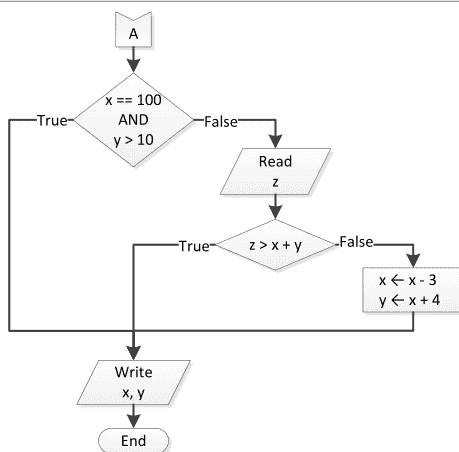 A
x == 100
AND
y > 10
True
False
Read
z
z > x + y
True
False
x ← x - 3
y ← x + 4
Write
x, y
End